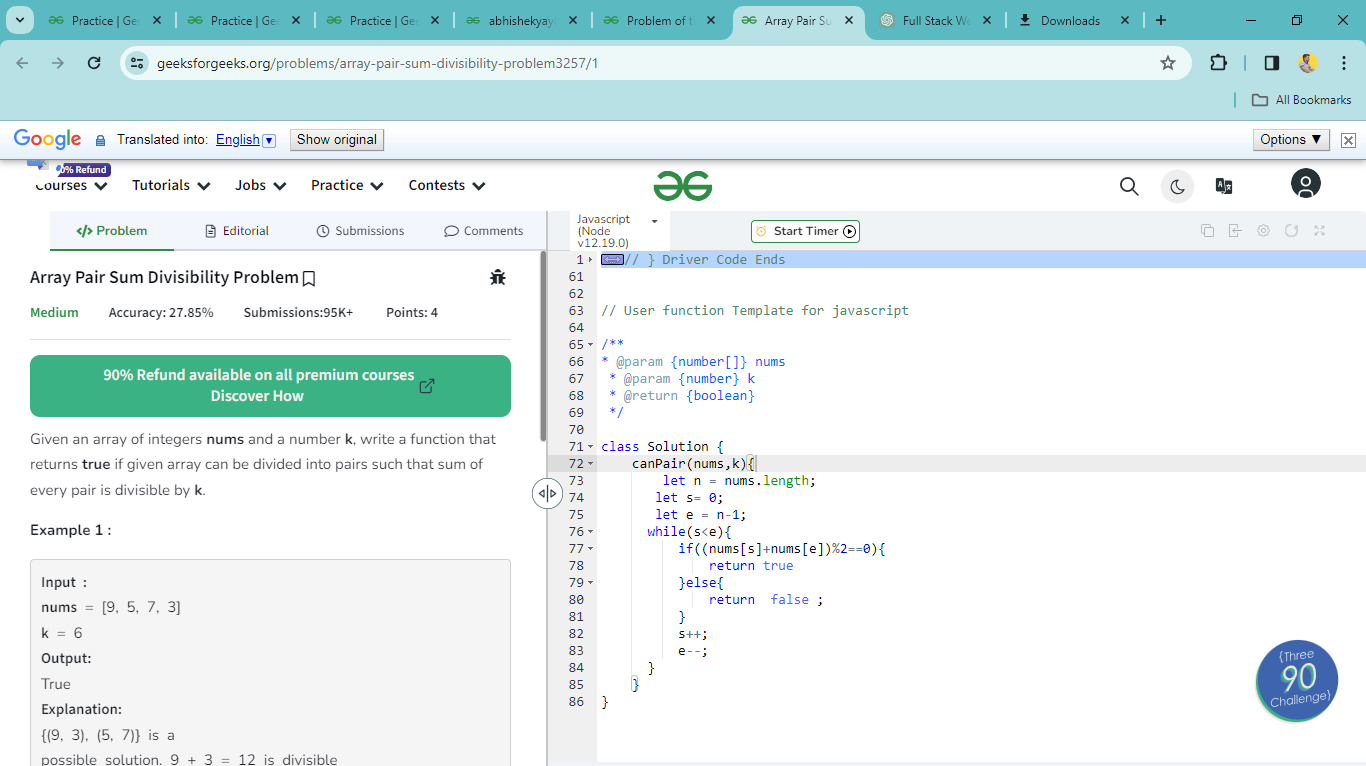 Practice | Ge
Practice | Ge
Practice | Ge
abhishekyay
Problem of t
Array Pair Su
Full Stack We
Downloads
geeksforgeeks.org/problems/array-pair-sum-divisibility-problem3257/1
All Bookmarks
Google Translated into: English Show original Options ▼
0% Refund
Courses Tutorials Jobs Practice Contests
</> Problem Editorial Submissions Comments
Javascript
(Node
v12.19.0)
Start Timer
Array Pair Sum Divisibility Problem
Medium Accuracy: 27.85% Submissions:95K+ Points: 4
90% Refund available on all premium courses
Discover How
Given an array of integers nums and a number k, write a function that
returns true if given array can be divided into pairs such that sum of
every pair is divisible by k.
Example 1 :
Input :
nums = [9, 5, 7, 3]
k = 6
Output:
True
Explanation:
{(9, 3), (5, 7)} is a
possible solution. 9 + 3 = 12 is divisible
1 // } Driver Code Ends
61
62
63 // User function Template for javascript
64
65 /**
66 * @param {number[]} nums
67 * @param {number} k
68 * @return {boolean}
69 */
70
71 class Solution {
72 canPair(nums,k){
73 let n = nums.length;
74 let s= 0;
75 let e = n-1;
76 while(s<e){
77 if((nums[s]+nums[e])%2==0){
78 return true
79 }else{
80 return false ;
81 }
82 s++;
83 e--;
84 }
85 }
86 }
{Three
90
Challenge}